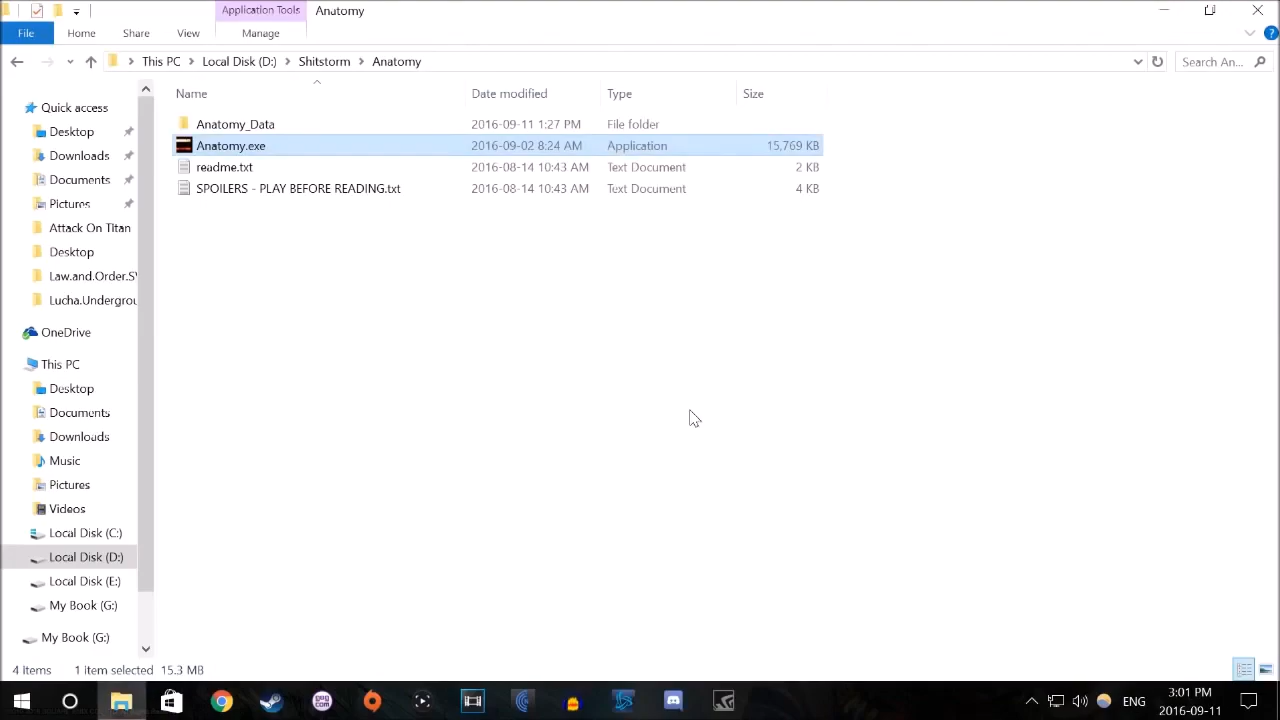 Application Tools Anatomy
File Home Share View Manage
This PC Local Disk (D:) Shitstorm Anatomy Search An...
Name Date modified Type Size
Quick access
Desktop
Downloads
Documents
Pictures
Attack On Titan
Desktop
Law.and.Order.SV
Lucha.Undergrou
OneDrive
This PC
Desktop
Documents
Downloads
Music
Pictures
Videos
Local Disk (C:)
Local Disk (D:)
Local Disk (E:)
My Book (G:)
My Book (G:)
Anatomy_Data 2016-09-11 1:27 PM File folder
Anatomy.exe 2016-09-02 8:24 AM Application 15,769 KB
readme.txt 2016-08-14 10:43 AM Text Document 2 KB
SPOILERS - PLAY BEFORE READING.txt 2016-08-14 10:43 AM Text Document 4 KB
4 items 1 item selected 15.3 MB
gog.com
ENG
3:01 PM
2016-09-11